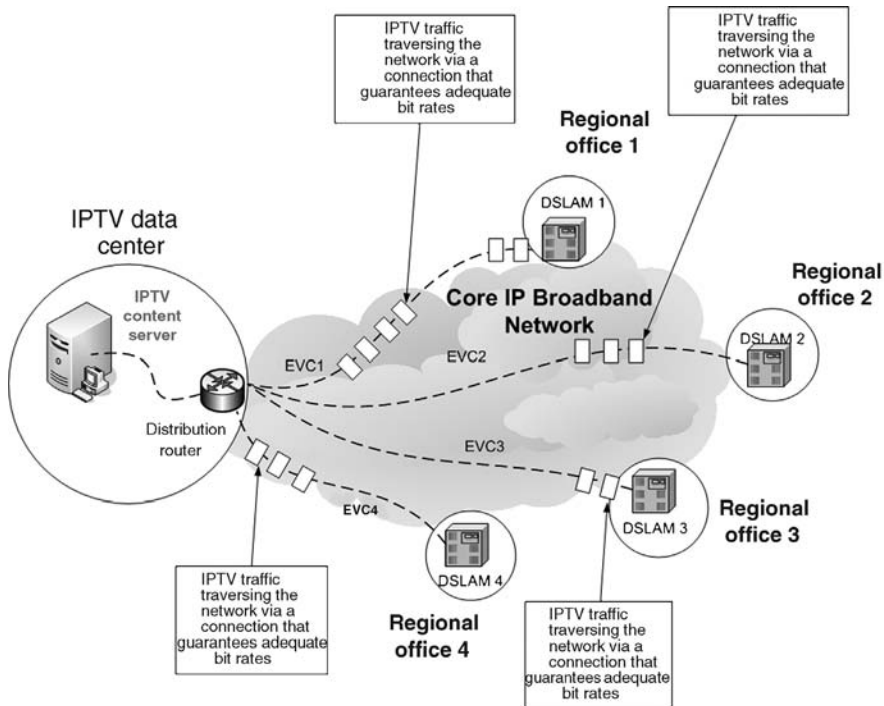 IPTV traffic
traversing the
network via a
connection that
guarantees adequate
bit rates
IPTV traffic
traversing the
network via a
connection that
guarantees adequate
bit rates
Regional
office 1
DSLAM 1
IPTV data
center
IPTV
content
server
Distribution
router
Core IP Broadband
Network
Regional
office 2
DSLAM 2
EVC1
EVC2
EVC3
EVC4
DSLAM 3
Regional
office 3
DSLAM 4
Regional
office 4
IPTV traffic
traversing the
network via a
connection that
guarantees adequate
bit rates
IPTV traffic
traversing the
network via a
connection that
guarantees adequate
bit rates